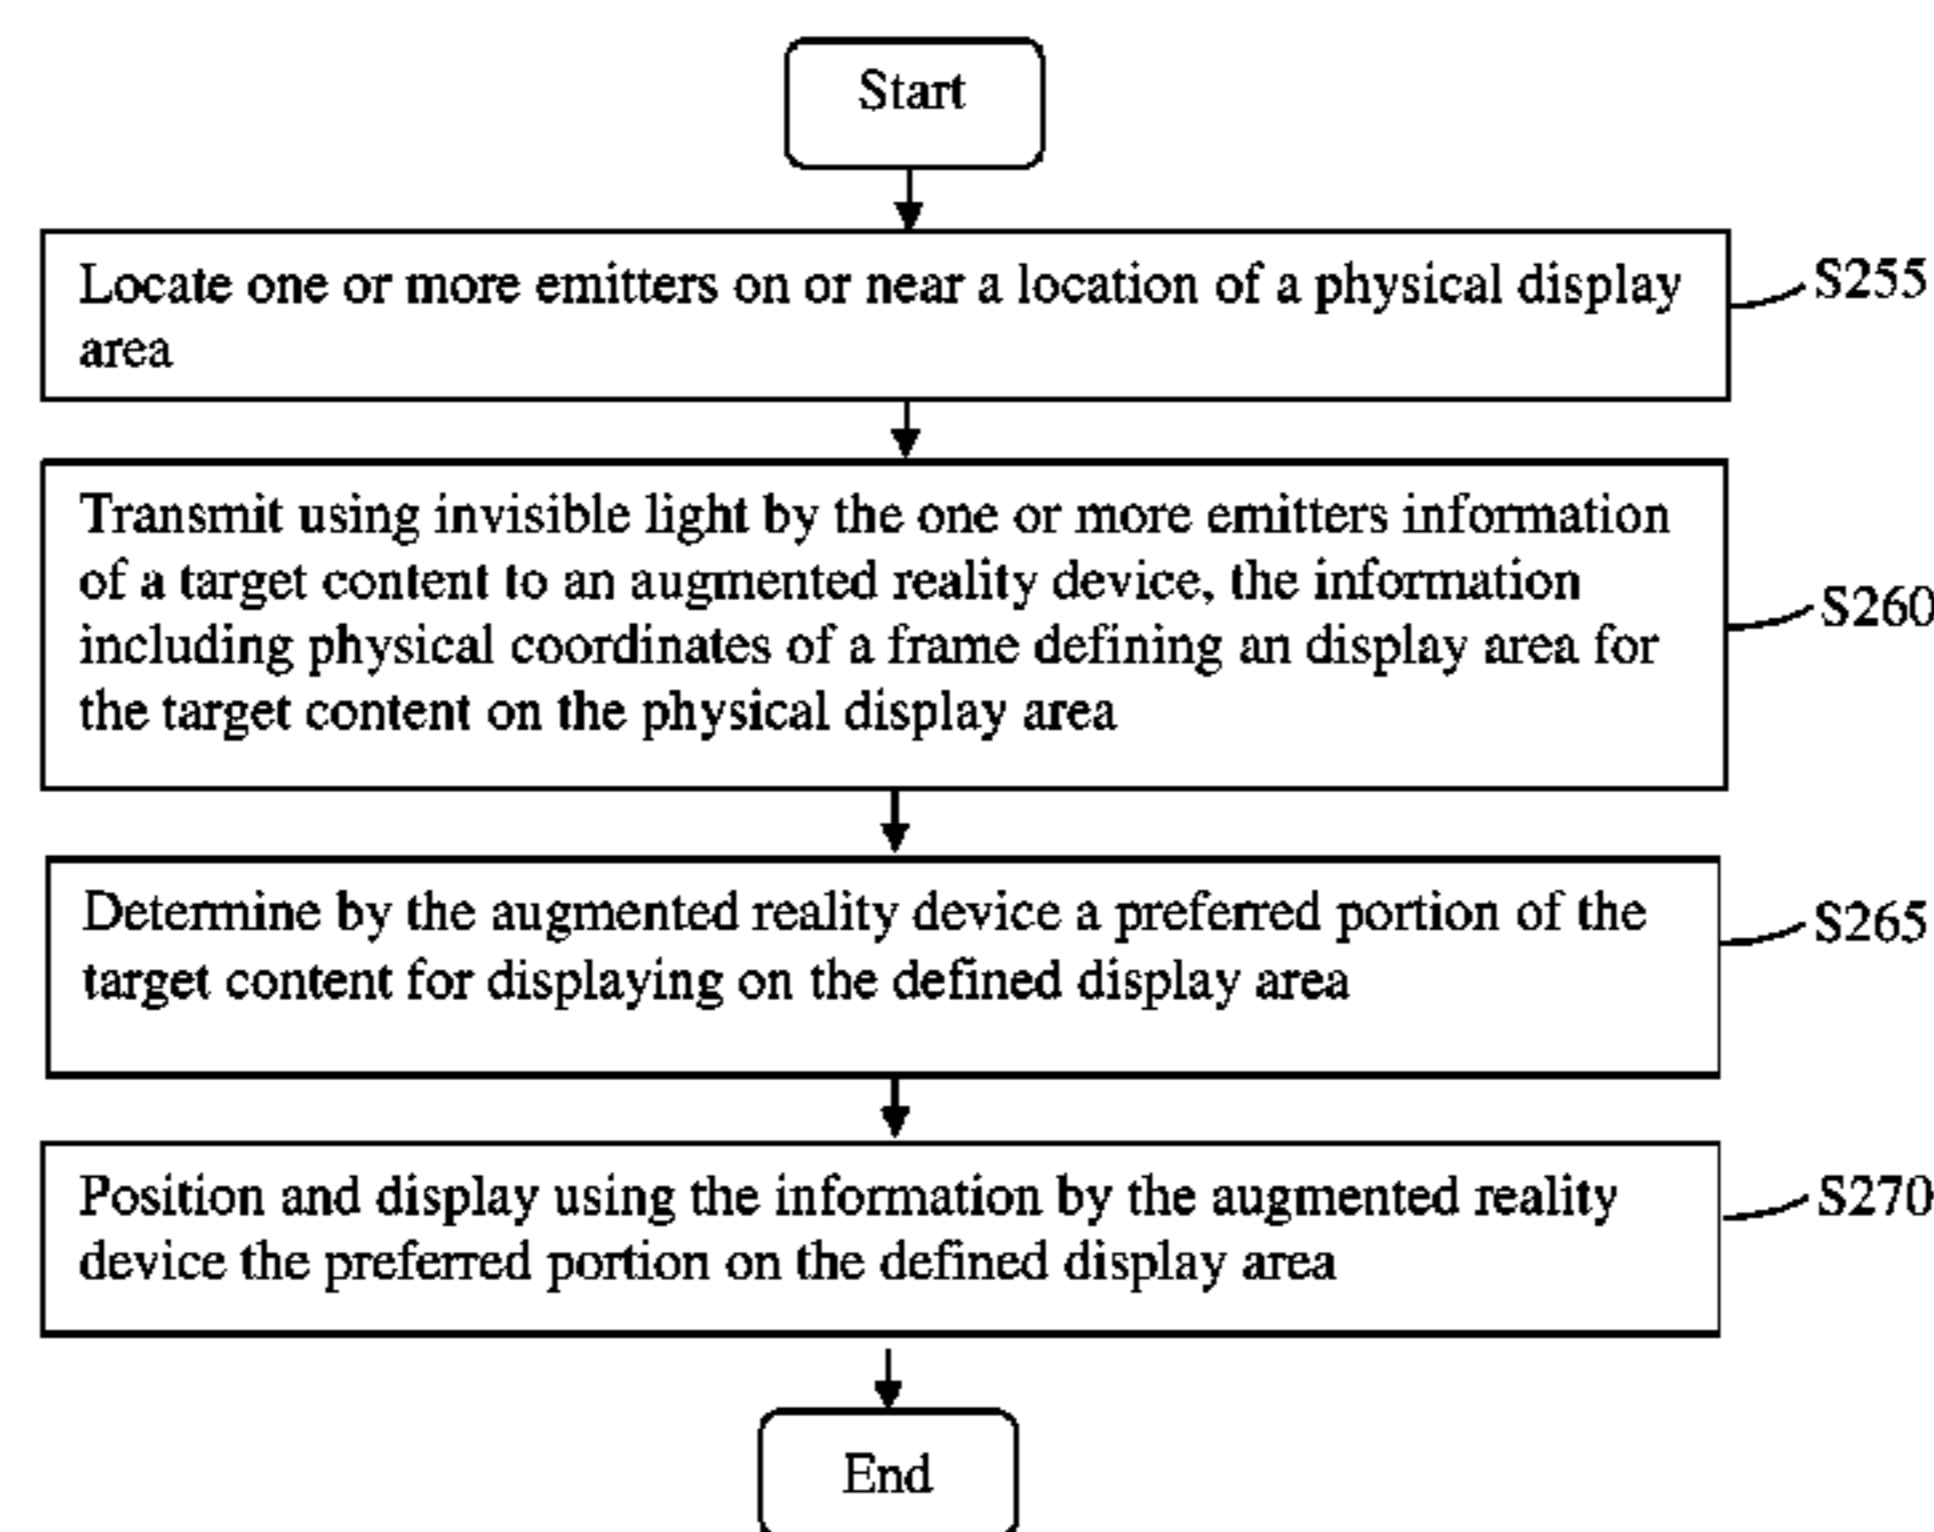 Start
Locate one or more emitters on or near a location of a physical display
area
S255
Transmit using invisible light by the one or more emitters information
of a target content to an augmented reality device, the information
including physical coordinates of a frame defining an display area for
the target content on the physical display area
S260
Determine by the augmented reality device a preferred portion of the
target content for displaying on the defined display area
S265
Position and display using the information by the augmented reality
device the preferred portion on the defined display area
S270
End